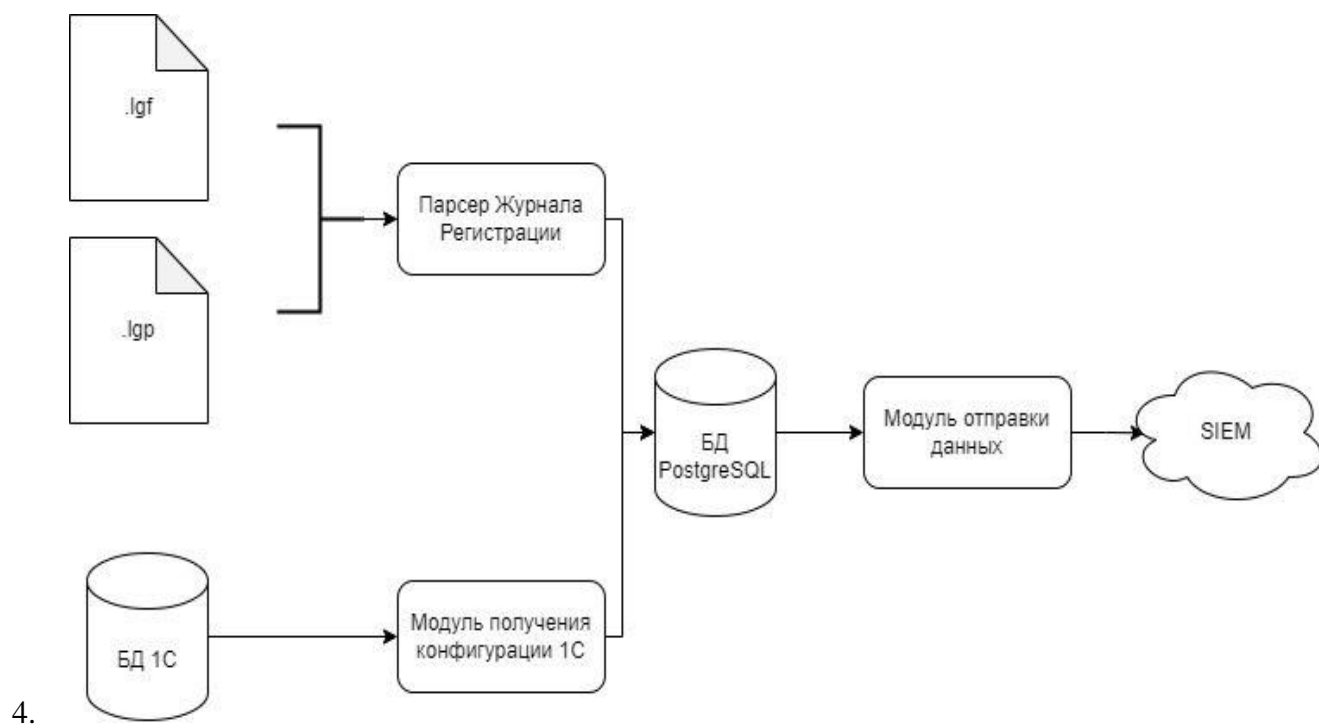 .lgf
Парсер Журнала
Регистрации
.lgp
БД
PostgreSQL
Модуль отправки
данных
SIEM
БД 1С
Модуль получения
конфигурации 1С
4.